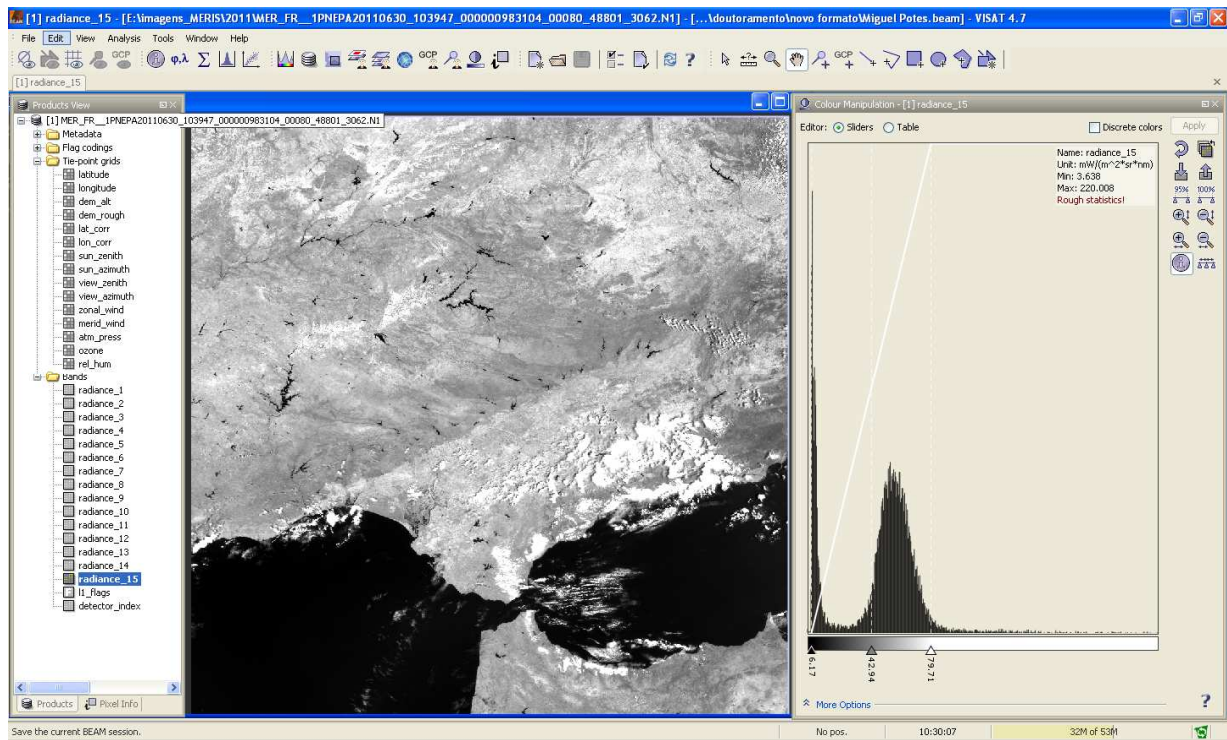 [1] radiance_15 - [E:\imagens_MERIS\2011\MER_FR__1PNEPA20110630_103947_000000983104_00080_48801_3062.N1] - [...\doutoramento\novo formato\Miguel Potes.beam] - VISAT 4.7
File Edit View Analysis Tools Window Help
GCP φ,λ Σ GCP ? GCP
[1] radiance_15
Products View
[1] MER_FR__1PNEPA20110630_103947_000000983104_00080_48801_3062.N1
Metadata
Flag codings
Tie-point grids
latitude
longitude
dem_alt
dem_rough
lat_corr
lon_corr
sun_zenith
sun_azimuth
view_zenith
view_azimuth
zonal_wind
merid_wind
atm_press
ozone
rel_hum
Bands
radiance_1
radiance_2
radiance_3
radiance_4
radiance_5
radiance_6
radiance_7
radiance_8
radiance_9
radiance_10
radiance_11
radiance_12
radiance_13
radiance_14
radiance_15
l1_flags
detector_index
Products Pixel Info
Colour Manipulation - [1] radiance_15
Editor: Sliders Table Discrete colors Apply
Name: radiance_15
Unit: mW/(m^2*sr*nm)
Min: 3.638
Max: 220.008
Rough statistics!
95% 100%
6.17 42.94 79.71
More Options ?
Save the current BEAM session. No pos. 10:30:07 32M of 53M